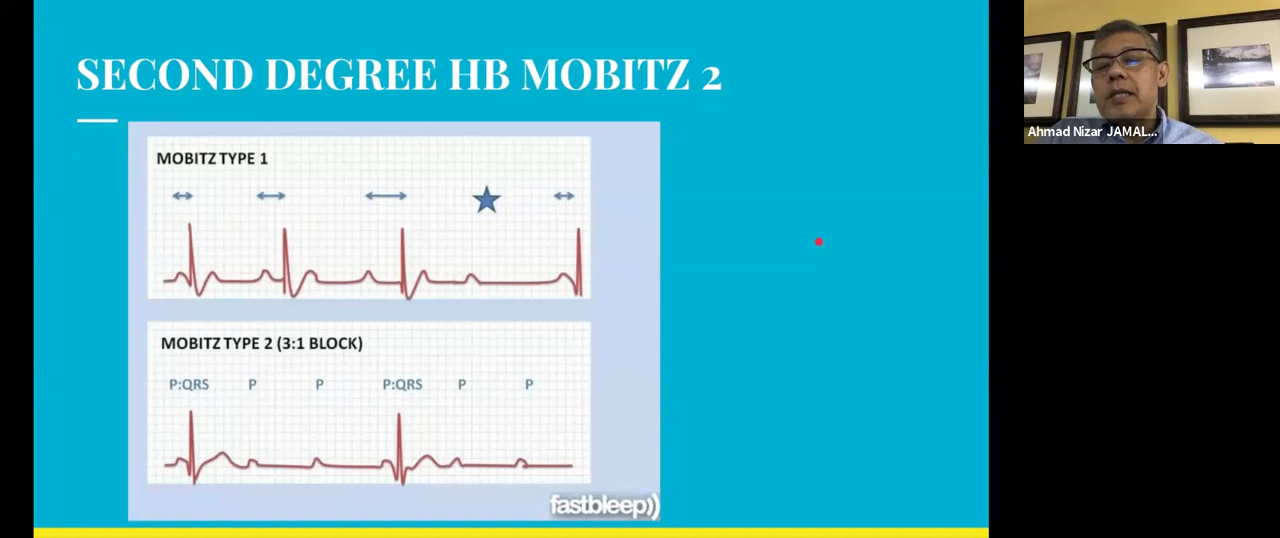 SECOND DEGREE HB MOBITZ 2
MOBITZ TYPE 1
MOBITZ TYPE 2 (3:1 BLOCK)
P:QRS P P P:QRS P P
fastbleep))
Ahmad Nizar JAMAL...